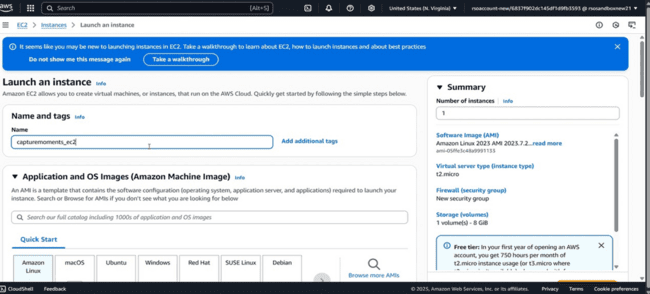 aws
Search
[Alt+S]
United States (N. Virginia)
EC2 > Instances > Launch an instance
It seems like you may be new to launching instances in EC2. Take a walkthrough to learn about EC2, how to launch instances and about best practices
Do not show me this message again
Take a walkthrough
Launch an instance Info
Amazon EC2 allows you to create virtual machines, or instances, that run on the AWS Cloud. Quickly get started by following the simple steps below.
Name and tags Info
Name
capturemoments_ec2
Add additional tags
Application and OS Images (Amazon Machine Image) Info
An AMI is a template that contains the software configuration (operating system, application server, and applications) required to launch your
instance. Search or Browse for AMIs if you don't see what you are looking for below
Search our full catalog including 1000s of application and OS images
Quick Start
Amazon Linux
macOS
Ubuntu
Windows
Red Hat
SUSE Linux
Debian
Browse more AMIs
Summary
Number of instances Info
1
Software Image (AMI)
Amazon Linux 2023 AMI 2023.7.2...read more
Virtual server type (instance type)
t2.micro
Firewall (security group)
New security group
Storage (volumes)
1 volume(s) - 8 GiB
Free tier: In your first year of opening an AWS
account, you get 750 hours per month of
t2.micro instance usage (or t3.micro where
CloudShell
Feedback
© 2025, Amazon Web Services, Inc. or its affiliates.
Privacy
Terms
Cookie preferences